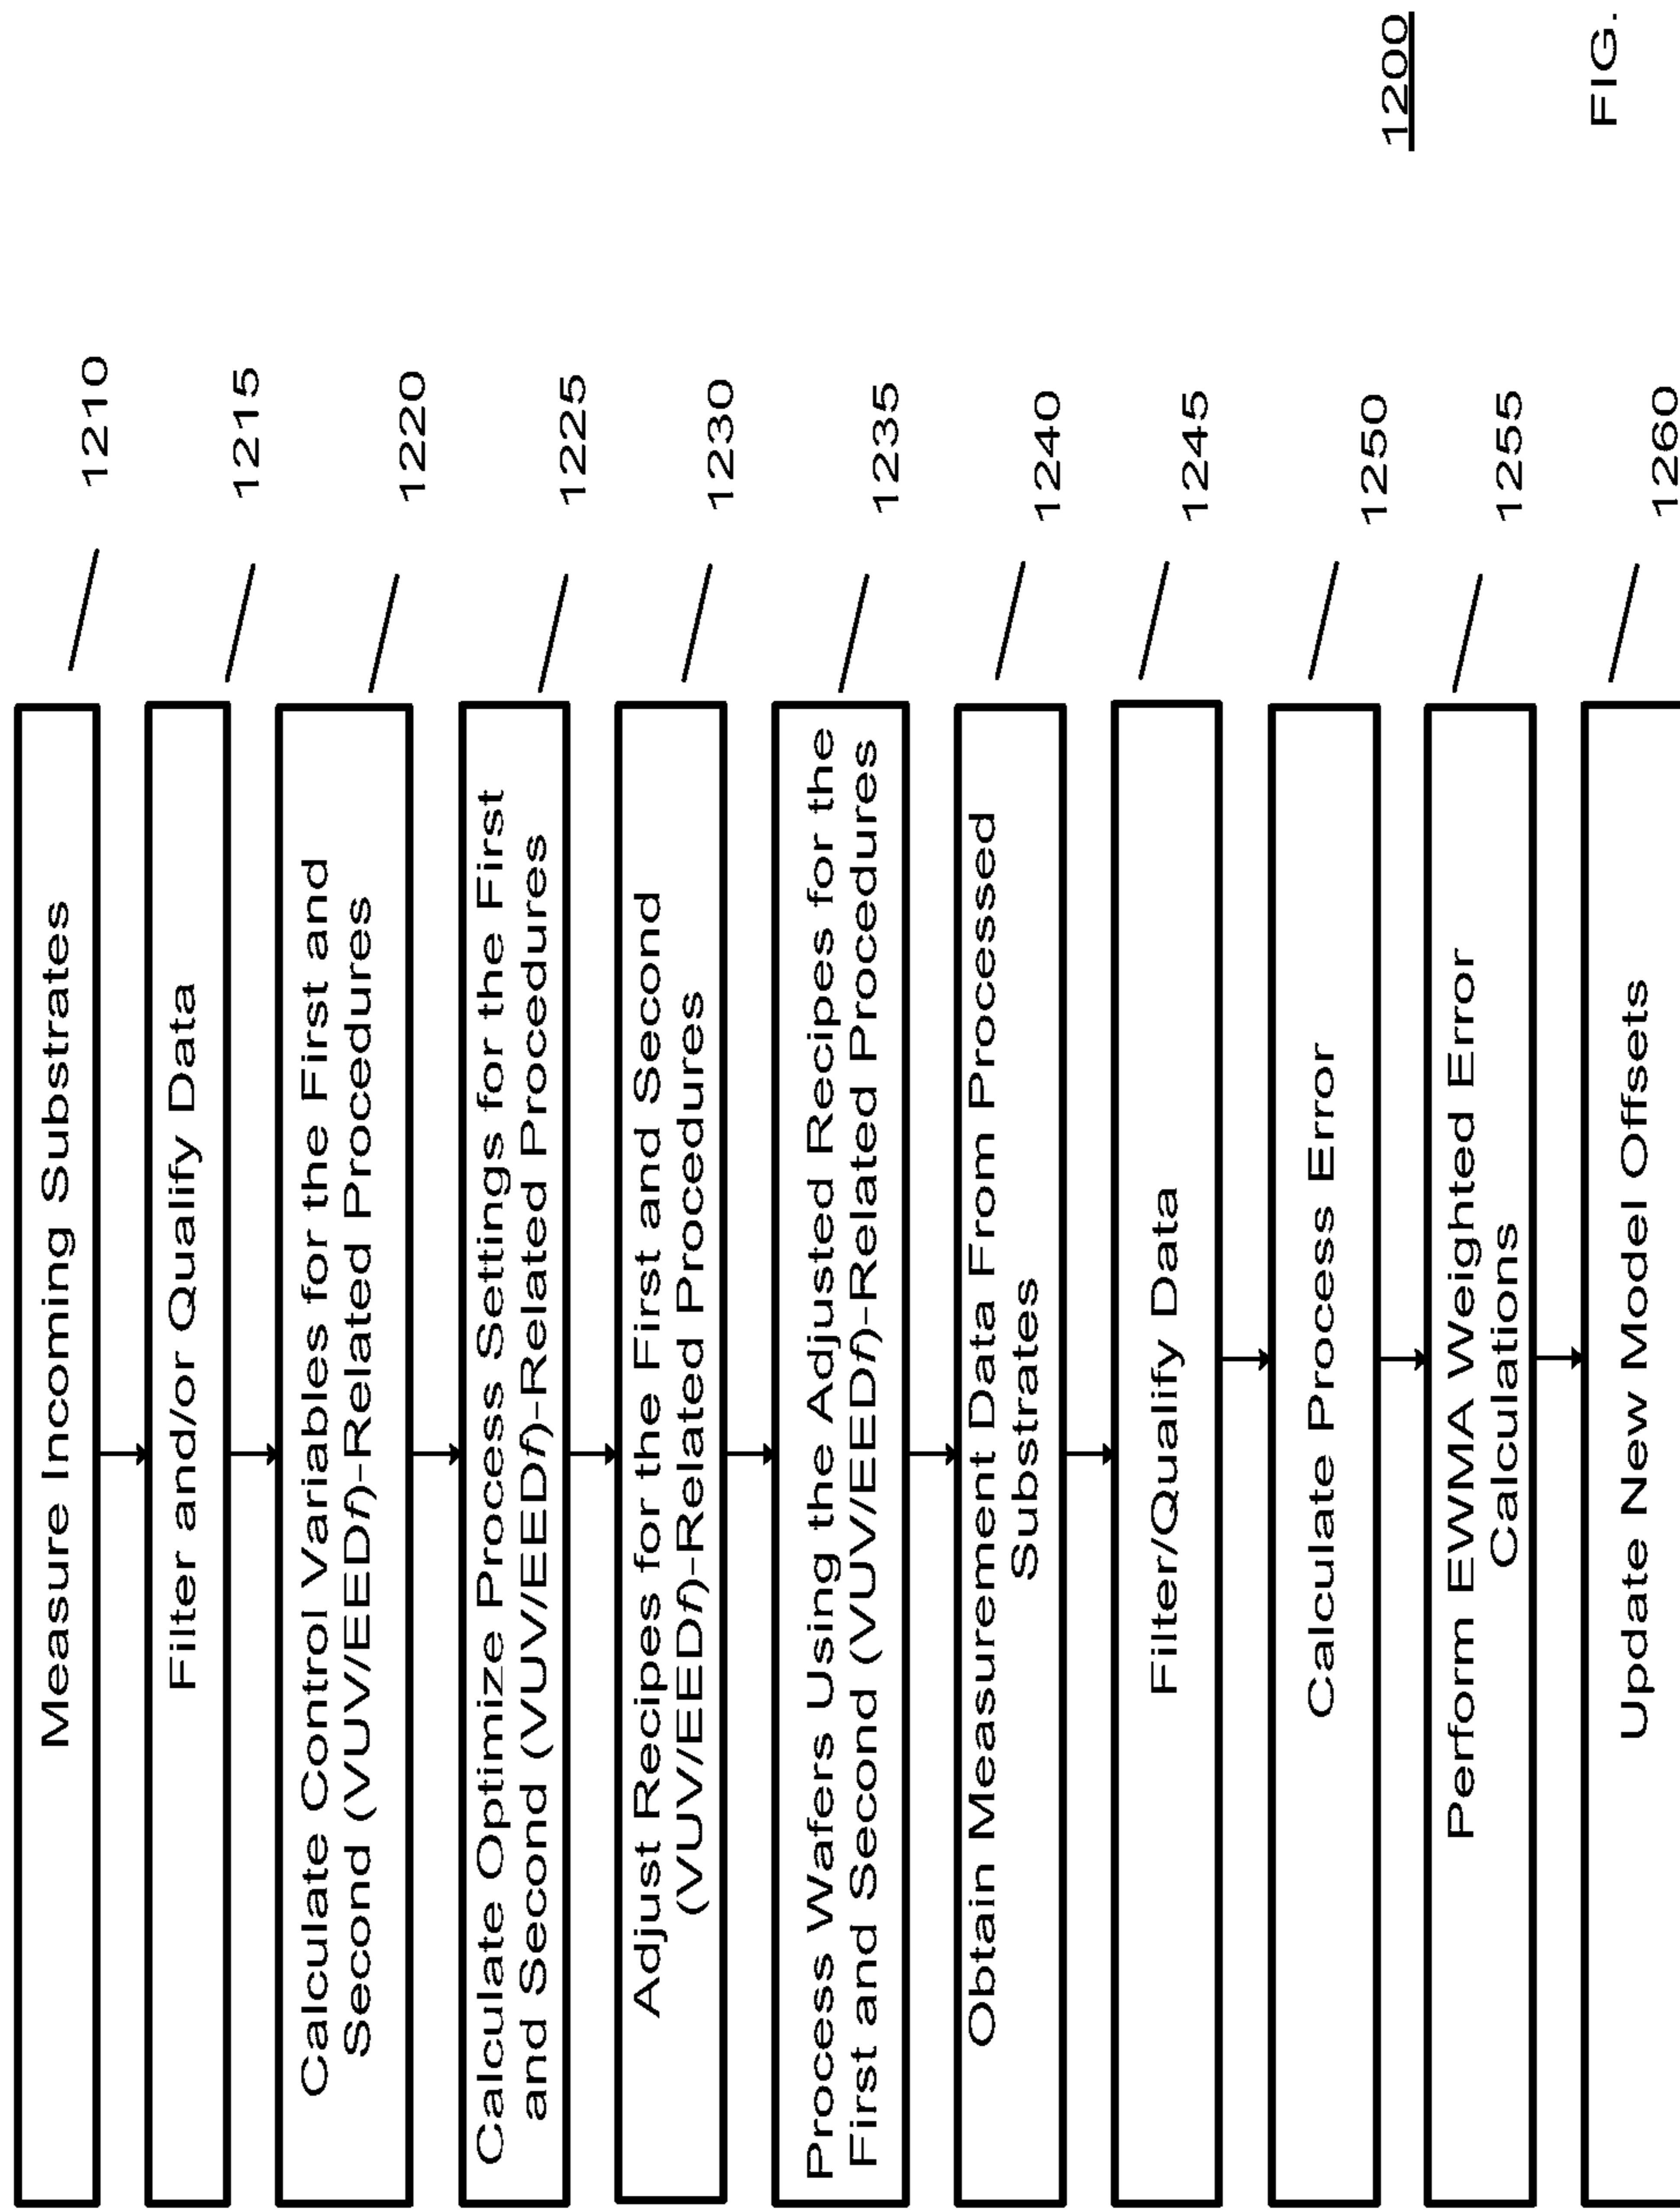 Measure Incoming Substrates
1210
Filter and/or Qualify Data
1215
Calculate Control Variables for the First and
Second (VUV/EEDf)-Related Procedures
1220
Calculate Optimize Process Settings for the First
and Second (VUV/EEDf)-Related Procedures
1225
Adjust Recipes for the First and Second
(VUV/EEDf)-Related Procedures
1230
Process Wafers Using the Adjusted Recipes for the
First and Second (VUV/EEDf)-Related Procedures
1235
Obtain Measurement Data From Processed
Substrates
1240
Filter/Qualify Data
1245
Calculate Process Error
1250
Perform EWMA Weighted Error
Calculations
1255
Update New Model Offsets
1260
1200
FIG.